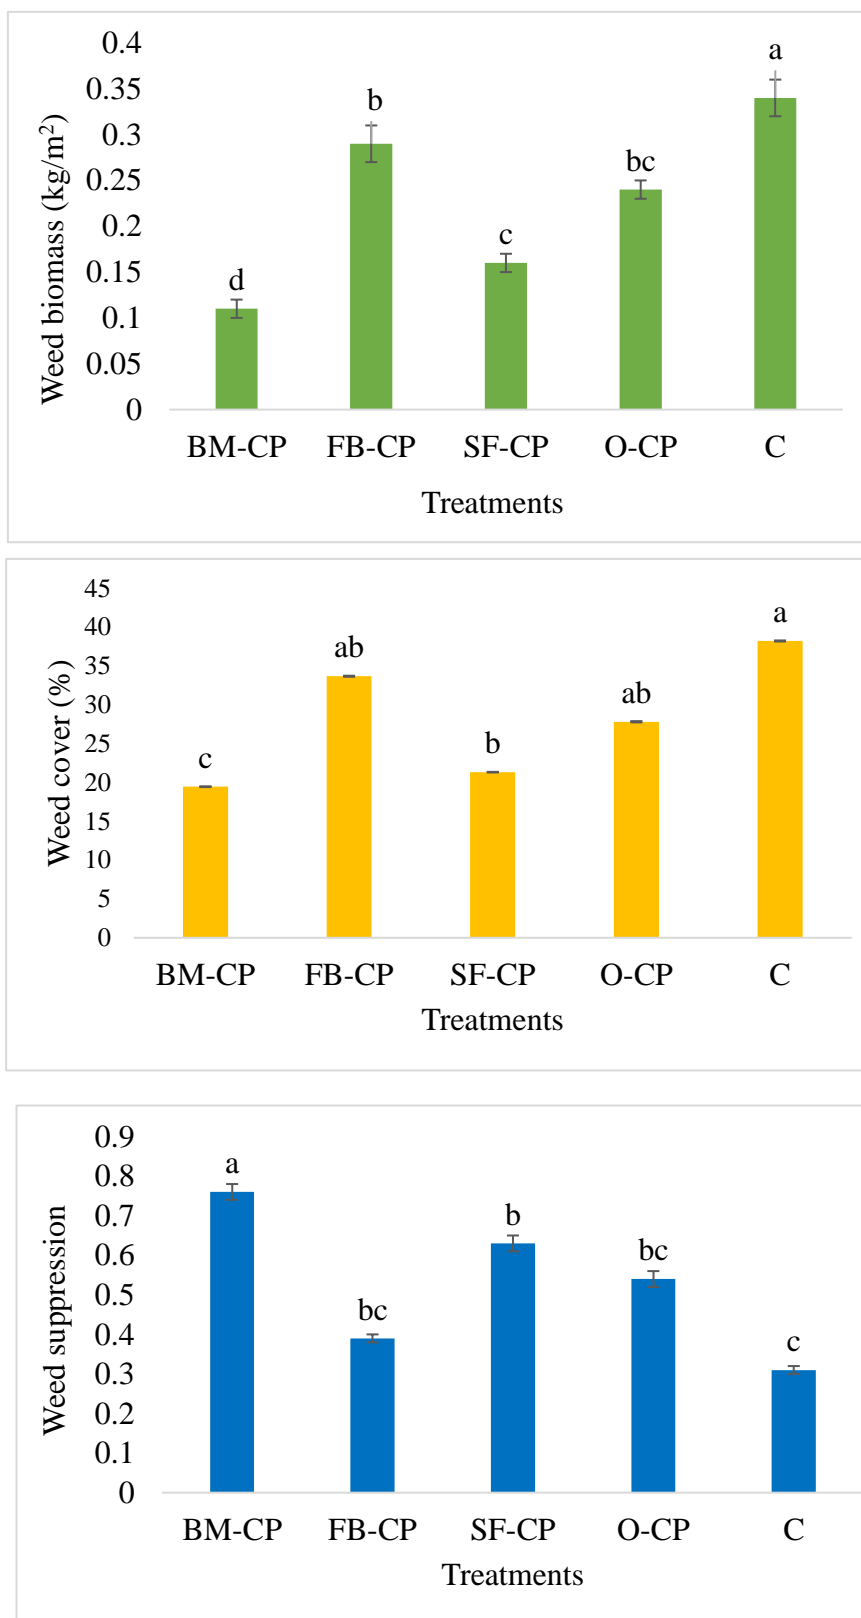 Weed biomass (kg/m²)
0.4
0.35
0.3
0.25
0.2
0.15
0.1
0.05
0
d
b
c
bc
a
BM-CP FB-CP SF-CP O-CP C
Treatments
Weed cover (%)
45
40
35
30
25
20
15
10
5
0
c
ab
b
ab
a
BM-CP FB-CP SF-CP O-CP C
Treatments
Weed suppression
0.9
0.8
0.7
0.6
0.5
0.4
0.3
0.2
0.1
0
a
bc
b
bc
c
BM-CP FB-CP SF-CP O-CP C
Treatments